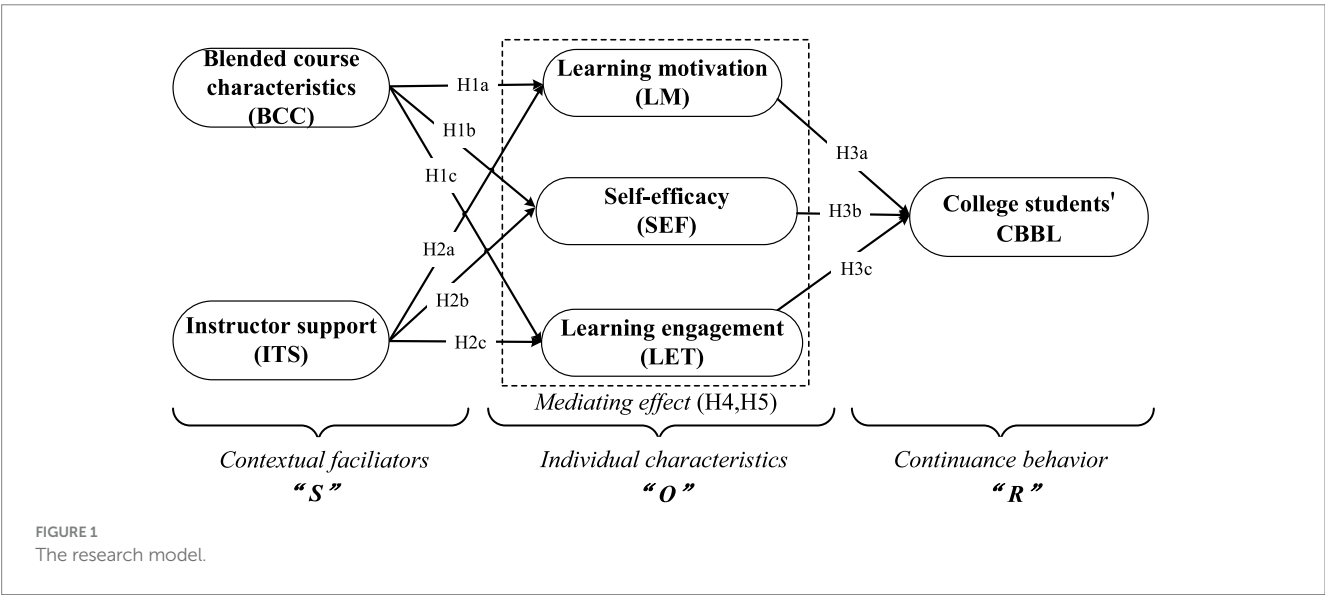 Blended course
characteristics
(BCC)
Instructor support
(ITS)
H1a
H1b
H1c
H2a
H2b
H2c
Learning motivation
(LM)
Self-efficacy
(SEF)
Learning engagement
(LET)
Mediating effect (H4,H5)
H3a
H3b
H3c
College students'
CBBL
Contextual faciliators
“ S ”
Individual characteristics
“ O ”
Continuance behavior
“ R ”
FIGURE 1
The research model.